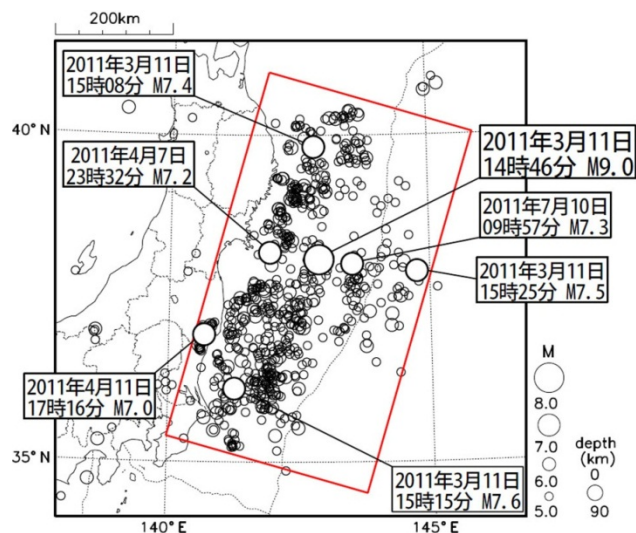 200km
2011年3月11日
15時08分 M7.4
40°N
2011年3月11日
14時46分 M9.0
2011年4月7日
23時32分 M7.2
2011年7月10日
09時57分 M7.3
2011年3月11日
15時25分 M7.5
2011年4月11日
17時16分 M7.0
M
8.0
7.0
6.0
5.0
depth
(km)
0
90
35°N
2011年3月11日
15時15分 M7.6
140°E
145°E